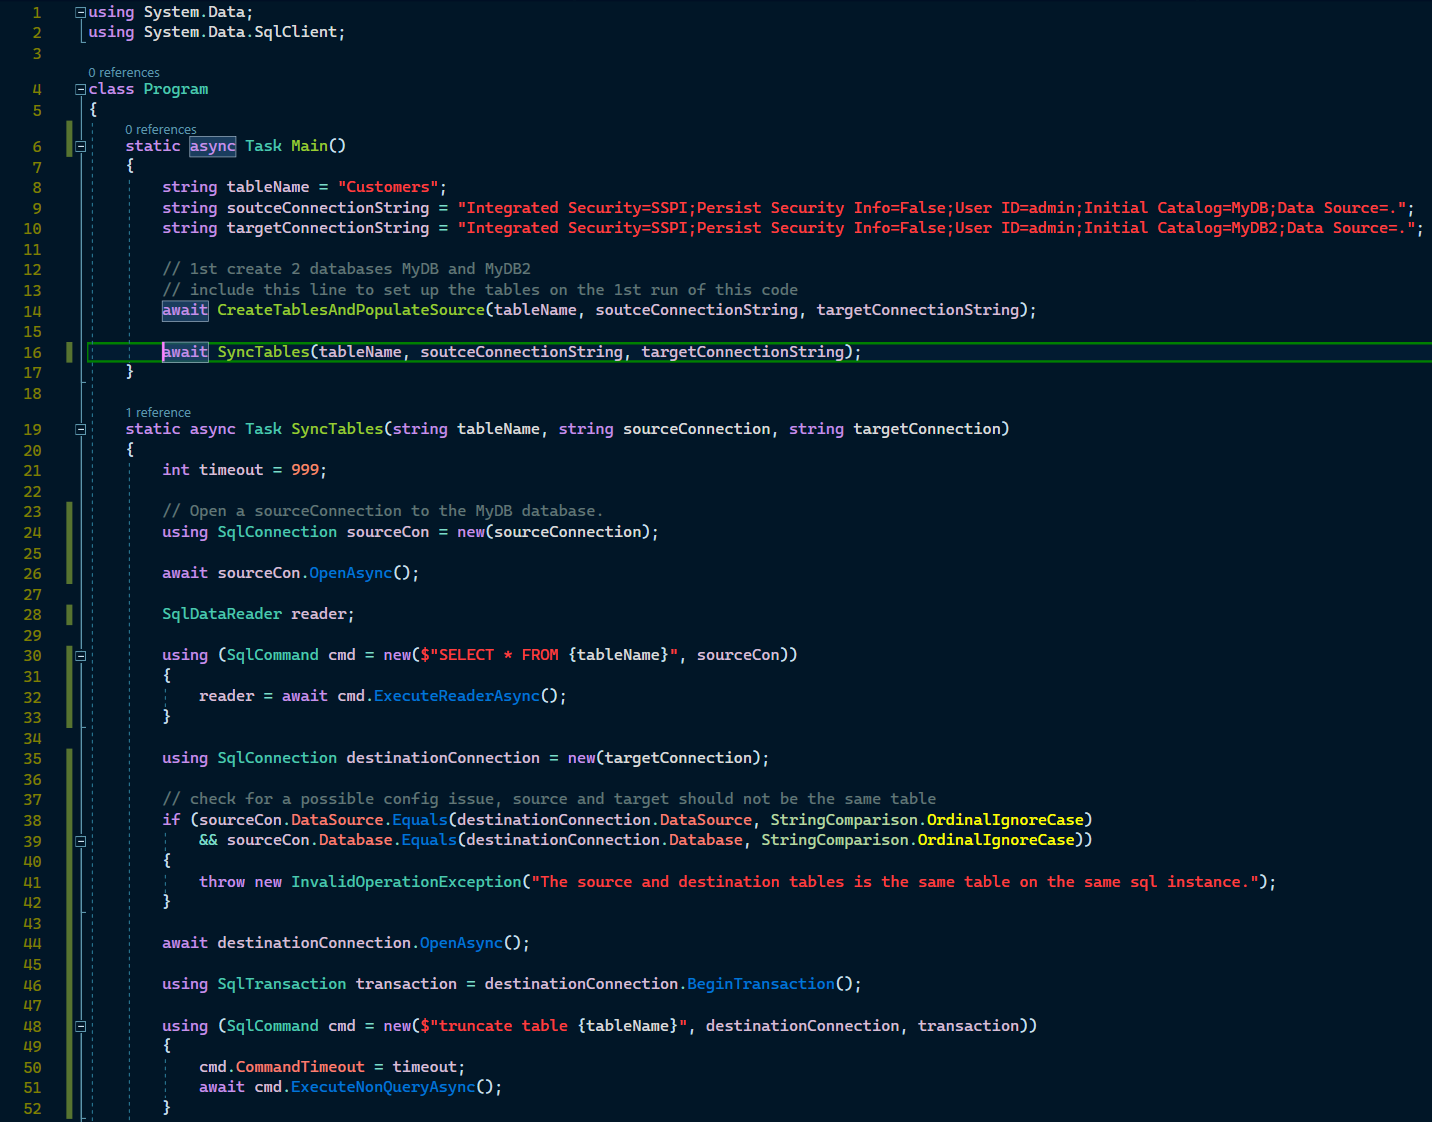 1 using System.Data;
2 using System.Data.SqlClient;
3
0 references
4 class Program
5 {
0 references
6 static async Task Main()
7 {
8 string tableName = "Customers";
9 string soutceConnectionString = "Integrated Security=SSPI;Persist Security Info=False;User ID=admin;Initial Catalog=MyDB;Data Source=.";
10 string targetConnectionString = "Integrated Security=SSPI;Persist Security Info=False;User ID=admin;Initial Catalog=MyDB2;Data Source=.";
11
12 // 1st create 2 databases MyDB and MyDB2
13 // include this line to set up the tables on the 1st run of this code
14 await CreateTablesAndPopulateSource(tableName, soutceConnectionString, targetConnectionString);
15
16 await SyncTables(tableName, soutceConnectionString, targetConnectionString);
17 }
18
1 reference
19 static async Task SyncTables(string tableName, string sourceConnection, string targetConnection)
20 {
21 int timeout = 999;
22
23 // Open a sourceConnection to the MyDB database.
24 using SqlConnection sourceCon = new(sourceConnection);
25
26 await sourceCon.OpenAsync();
27
28 SqlDataReader reader;
29
30 using (SqlCommand cmd = new($"SELECT * FROM {tableName}", sourceCon))
31 {
32 reader = await cmd.ExecuteReaderAsync();
33 }
34
35 using SqlConnection destinationConnection = new(targetConnection);
36
37 // check for a possible config issue, source and target should not be the same table
38 if (sourceCon.DataSource.Equals(destinationConnection.DataSource, StringComparison.OrdinalIgnoreCase)
39 && sourceCon.Database.Equals(destinationConnection.Database, StringComparison.OrdinalIgnoreCase))
40 {
41 throw new InvalidOperationException("The source and destination tables is the same table on the same sql instance.");
42 }
43
44 await destinationConnection.OpenAsync();
45
46 using SqlTransaction transaction = destinationConnection.BeginTransaction();
47
48 using (SqlCommand cmd = new($"truncate table {tableName}", destinationConnection, transaction))
49 {
50 cmd.CommandTimeout = timeout;
51 await cmd.ExecuteNonQueryAsync();
52 }